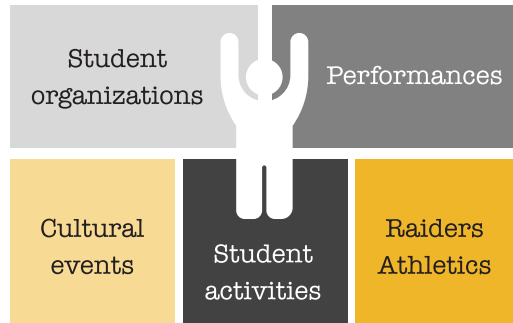 Student
organizations
Performances
Cultural
events
Student
activities
Raiders
Athletics